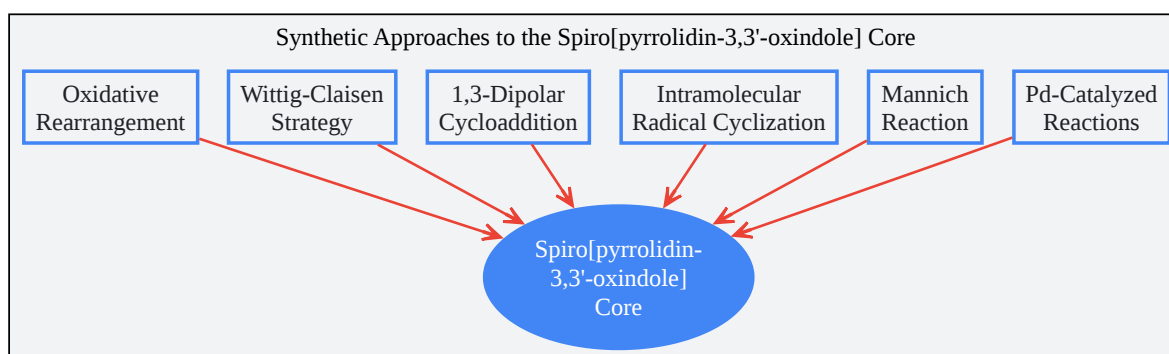 Synthetic Approaches to the Spiro[pyrrolidin-3,3'-oxindole] Core
Oxidative
Rearrangement
Wittig-Claisen
Strategy
1,3-Dipolar
Cycloaddition
Intramolecular
Radical Cyclization
Mannich
Reaction
Pd-Catalyzed
Reactions
Spiro[pyrrolidin-
3,3'-oxindole]
Core